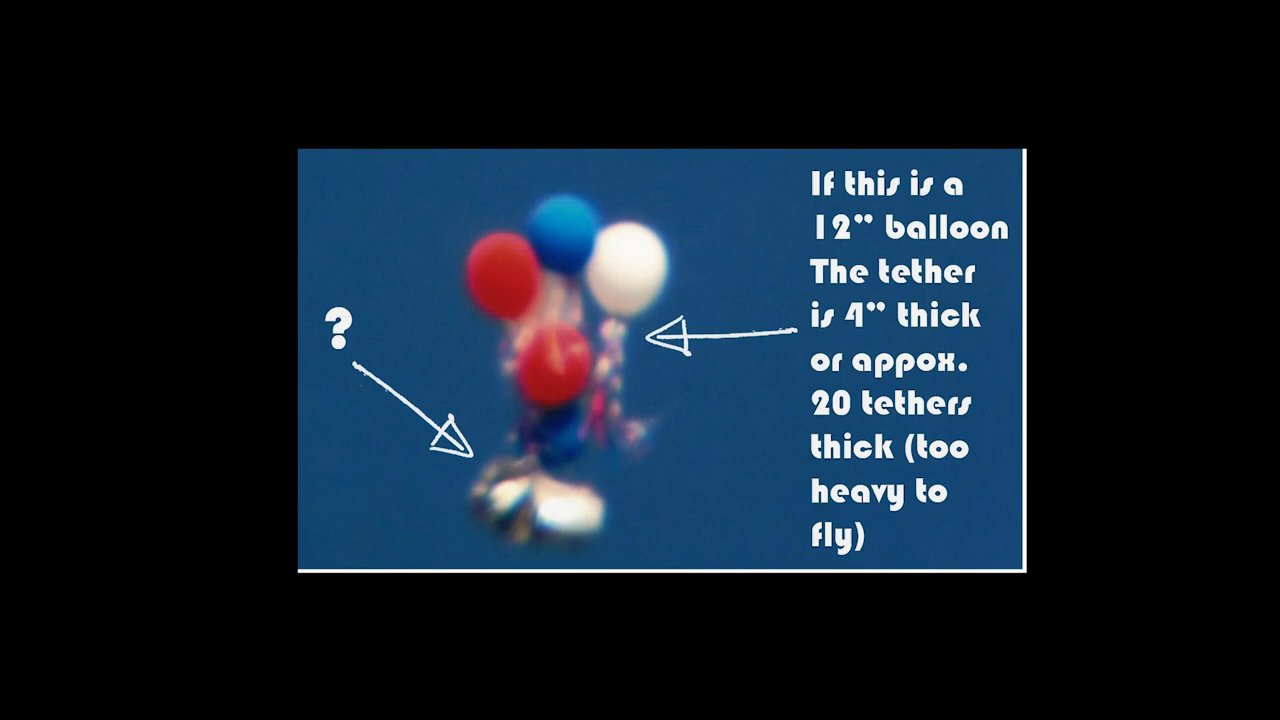 If this is a
12” balloon
The tether
is 4” thick
or appox.
20 tethers
thick (too
heavy to
fly)
?